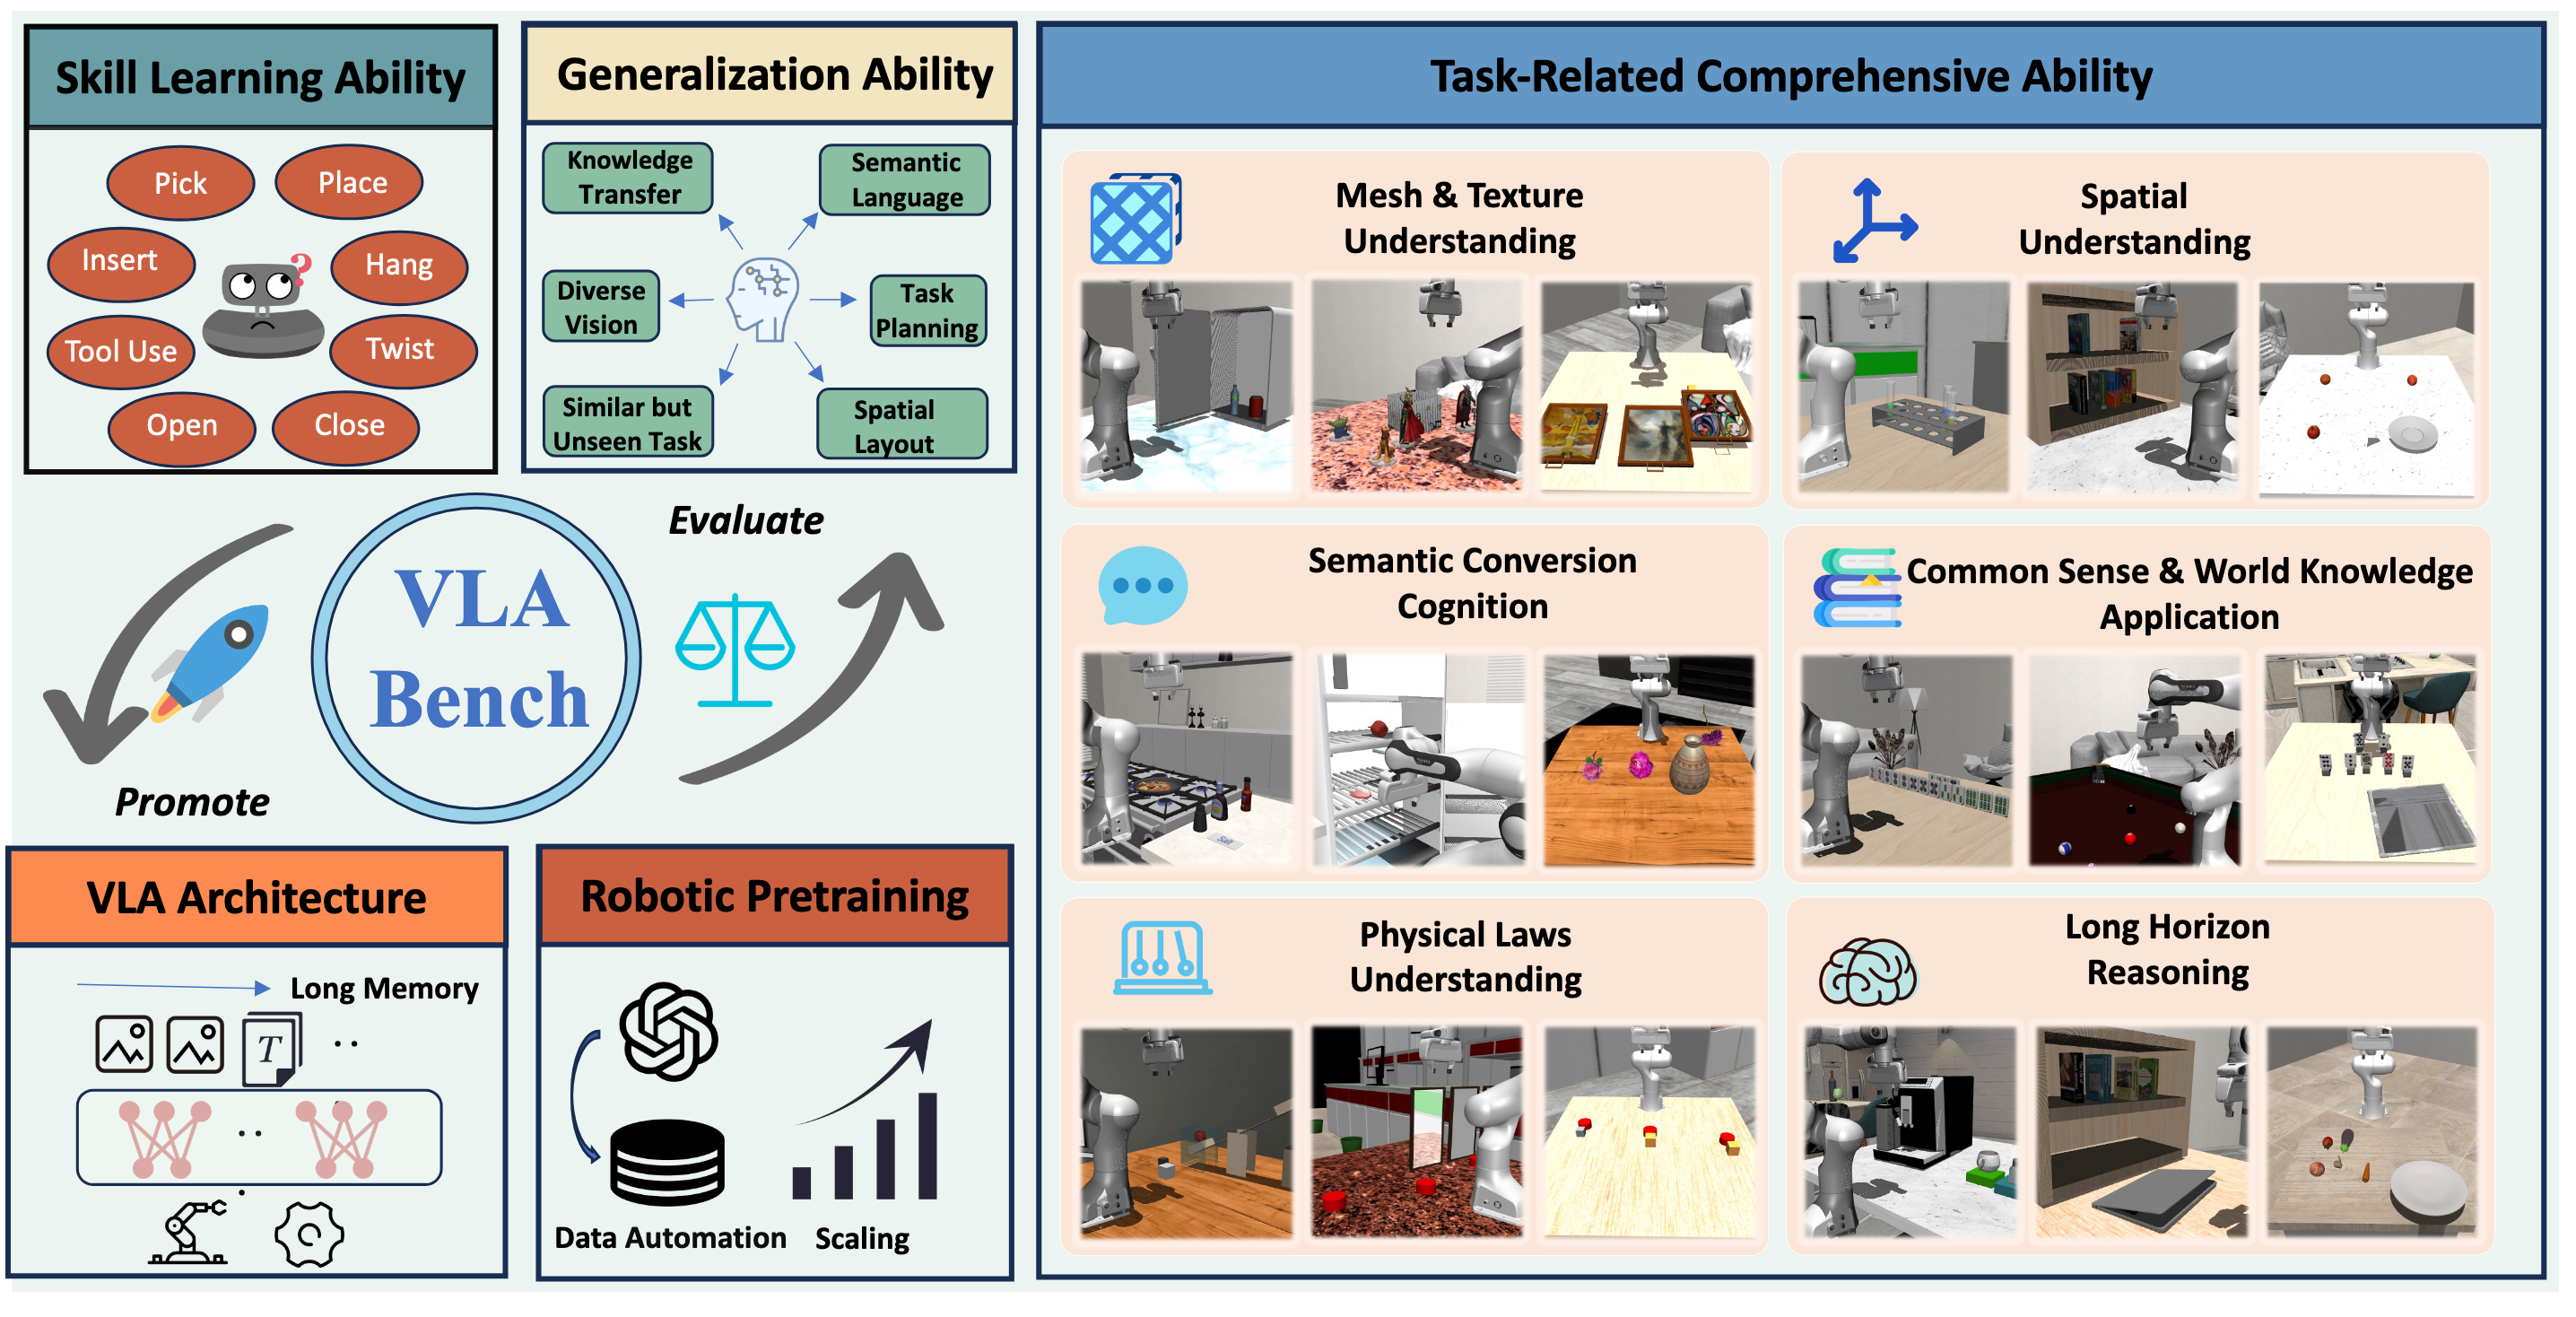 Skill Learning Ability
Pick
Place
Insert
Hang
Tool Use
Twist
Open
Close
Generalization Ability
Knowledge
Transfer
Semantic
Language
Diverse
Vision
Task
Planning
Similar but
Unseen Task
Spatial
Layout
VLA
Bench
Evaluate
Promote
VLA Architecture
Long Memory
T
Robotic Pretraining
Data Automation
Scaling
Task-Related Comprehensive Ability
Mesh & Texture
Understanding
Spatial
Understanding
Semantic Conversion
Cognition
Common Sense & World Knowledge
Application
Physical Laws
Understanding
Long Horizon
Reasoning